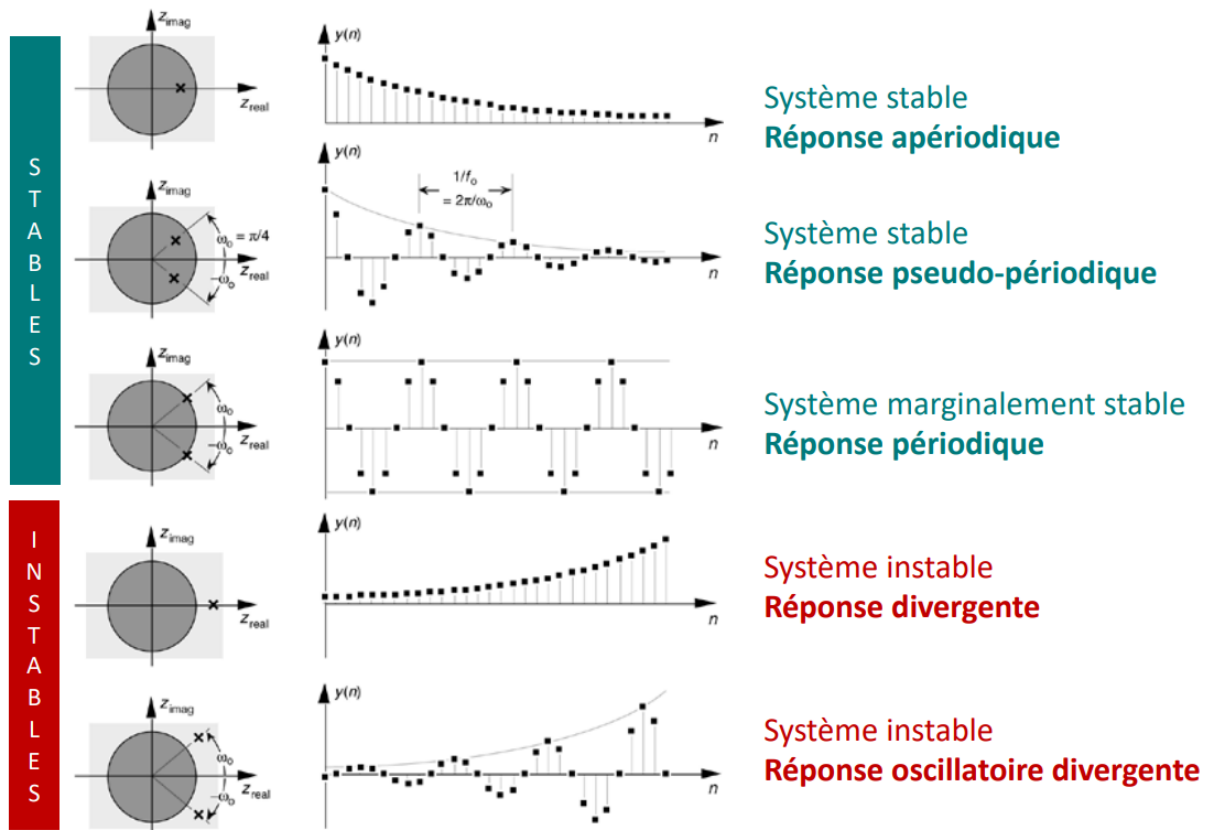 STABLES
z_imag
z_real
y(n)
n
Système stable
Réponse apériodique
z_imag
ω₀ = π/4
-ω₀
z_real
y(n)
1/f₀
= 2π/ω₀
n
Système stable
Réponse pseudo-périodique
z_imag
ω₀
-ω₀
z_real
y(n)
n
Système marginalement stable
Réponse périodique
INSTABLES
z_imag
z_real
y(n)
n
Système instable
Réponse divergente
z_imag
ω₀
-ω₀
z_real
y(n)
n
Système instable
Réponse oscillatoire divergente